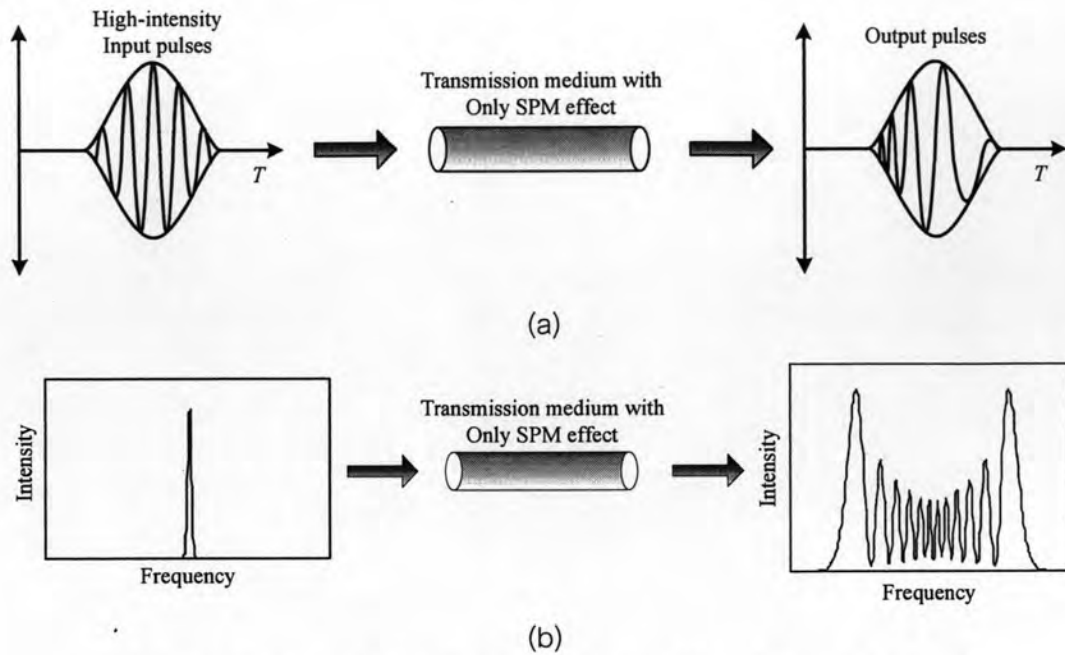 High-intensity
Input pulses
Transmission medium with
Only SPM effect
Output pulses
T
T
(a)
Intensity
Frequency
Transmission medium with
Only SPM effect
Intensity
Frequency
(b)